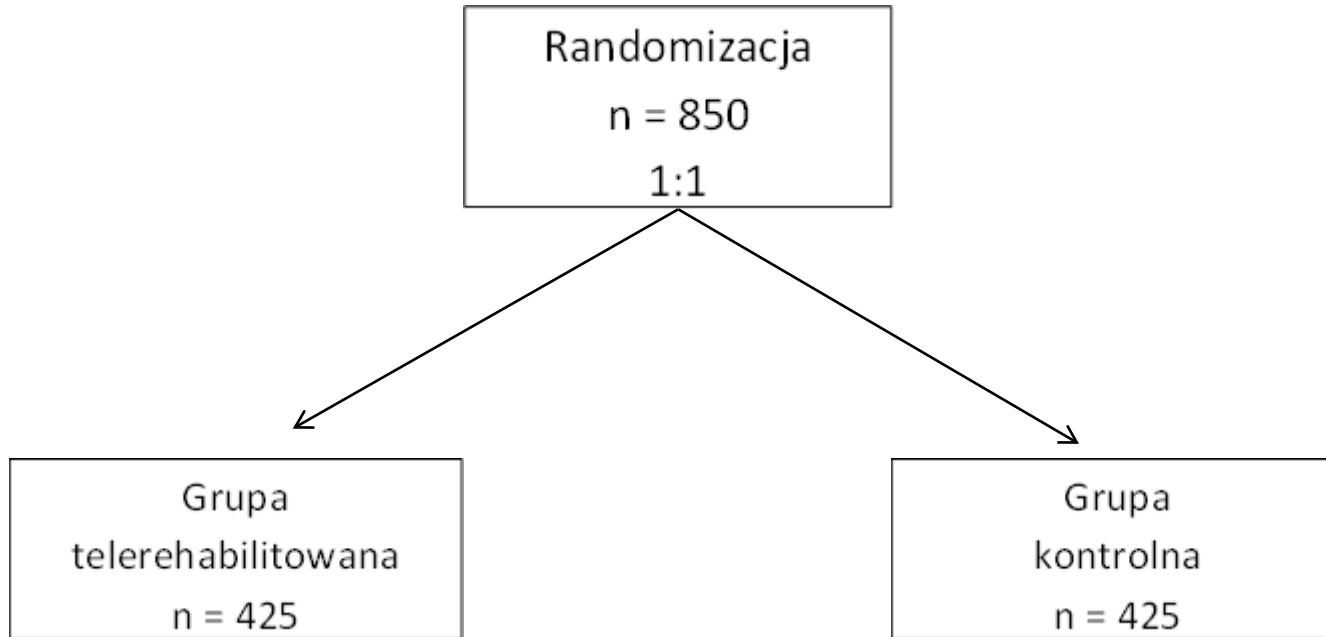 Randomizacja
n = 850
1:1
Grupa
telerehabilitowana
n = 425
Grupa
kontrolna
n = 425